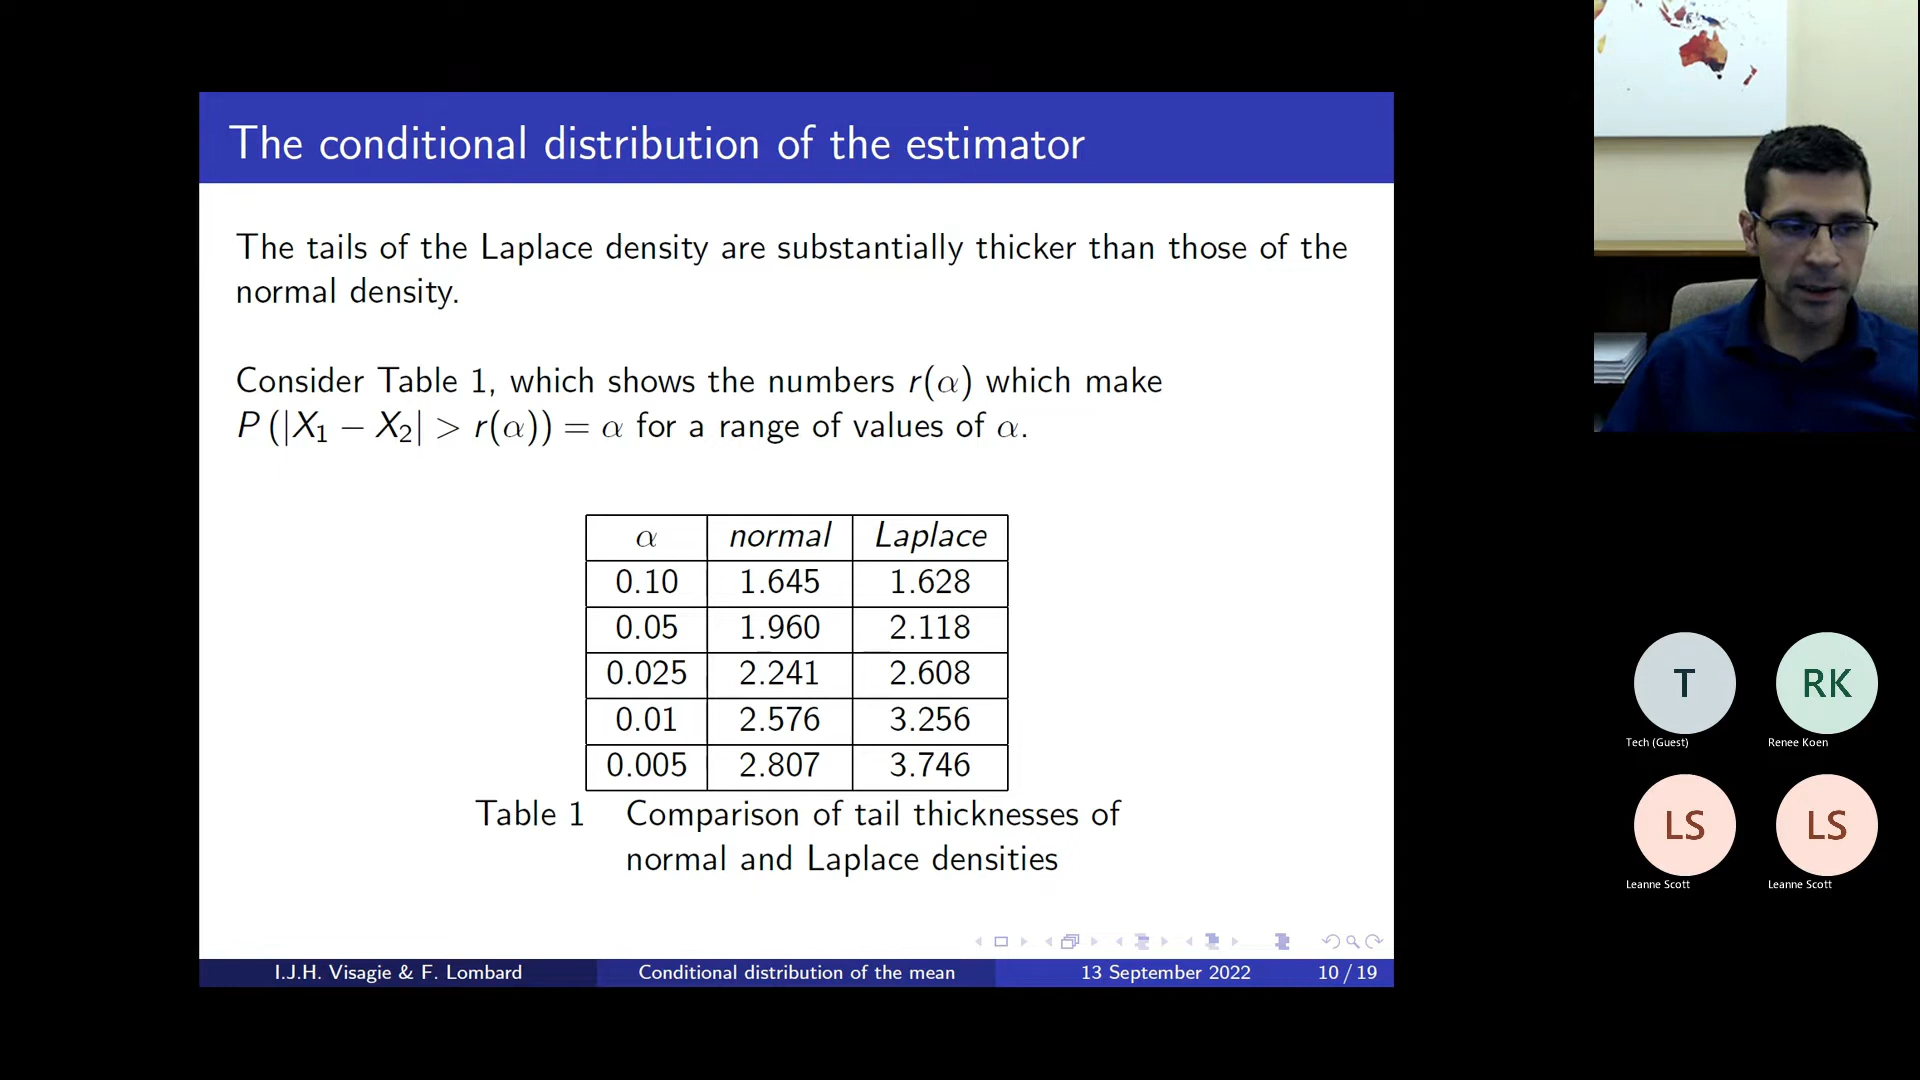 The conditional distribution of the estimator
The tails of the Laplace density are substantially thicker than those of the
normal density.
Consider Table 1, which shows the numbers r(α) which make
P (|X₁ − X₂| > r(α)) = α for a range of values of α.
α normal Laplace
0.10 1.645 1.628
0.05 1.960 2.118
0.025 2.241 2.608
0.01 2.576 3.256
0.005 2.807 3.746
Table 1 Comparison of tail thicknesses of
normal and Laplace densities
I.J.H. Visagie & F. Lombard Conditional distribution of the mean 13 September 2022 10 / 19
T RK
Tech (Guest) Renee Koen
LS LS
Leanne Scott Leanne Scott